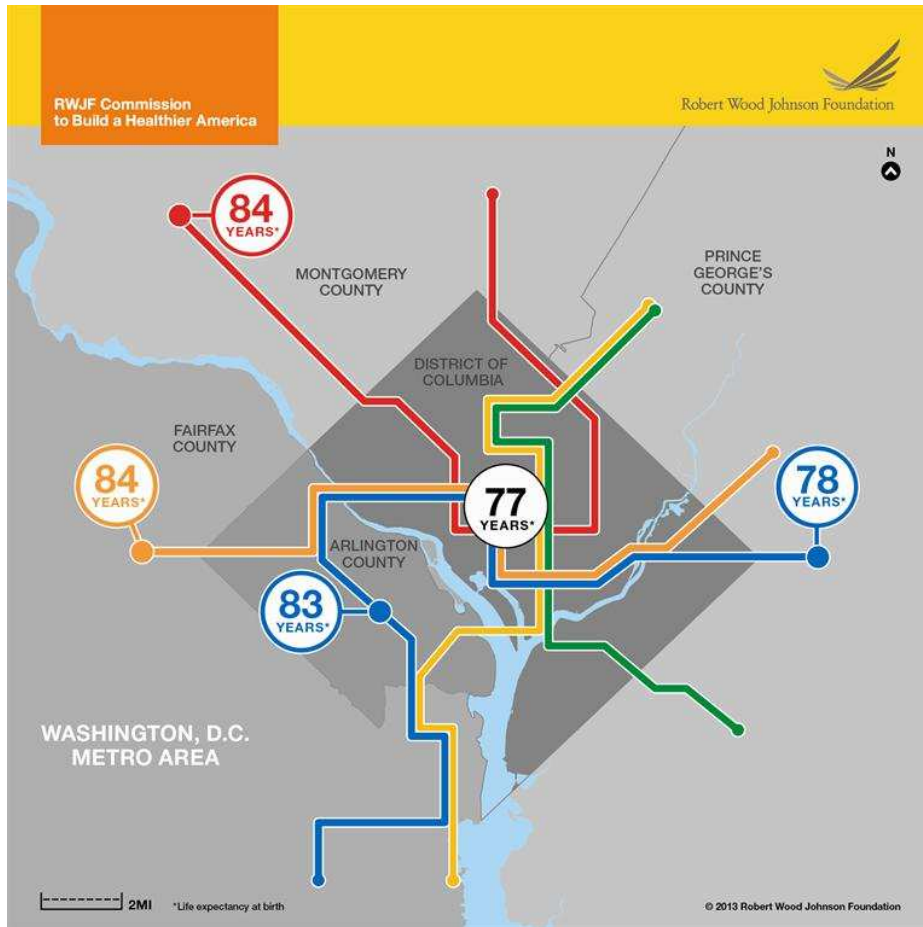 RWJF Commission
to Build a Healthier America
Robert Wood Johnson Foundation
N
84
YEARS*
MONTGOMERY
COUNTY
PRINCE
GEORGE'S
COUNTY
DISTRICT OF
COLUMBIA
FAIRFAX
COUNTY
84
YEARS*
77
YEARS*
78
YEARS*
ARLINGTON
COUNTY
83
YEARS*
WASHINGTON, D.C.
METRO AREA
2MI
*Life expectancy at birth
© 2013 Robert Wood Johnson Foundation